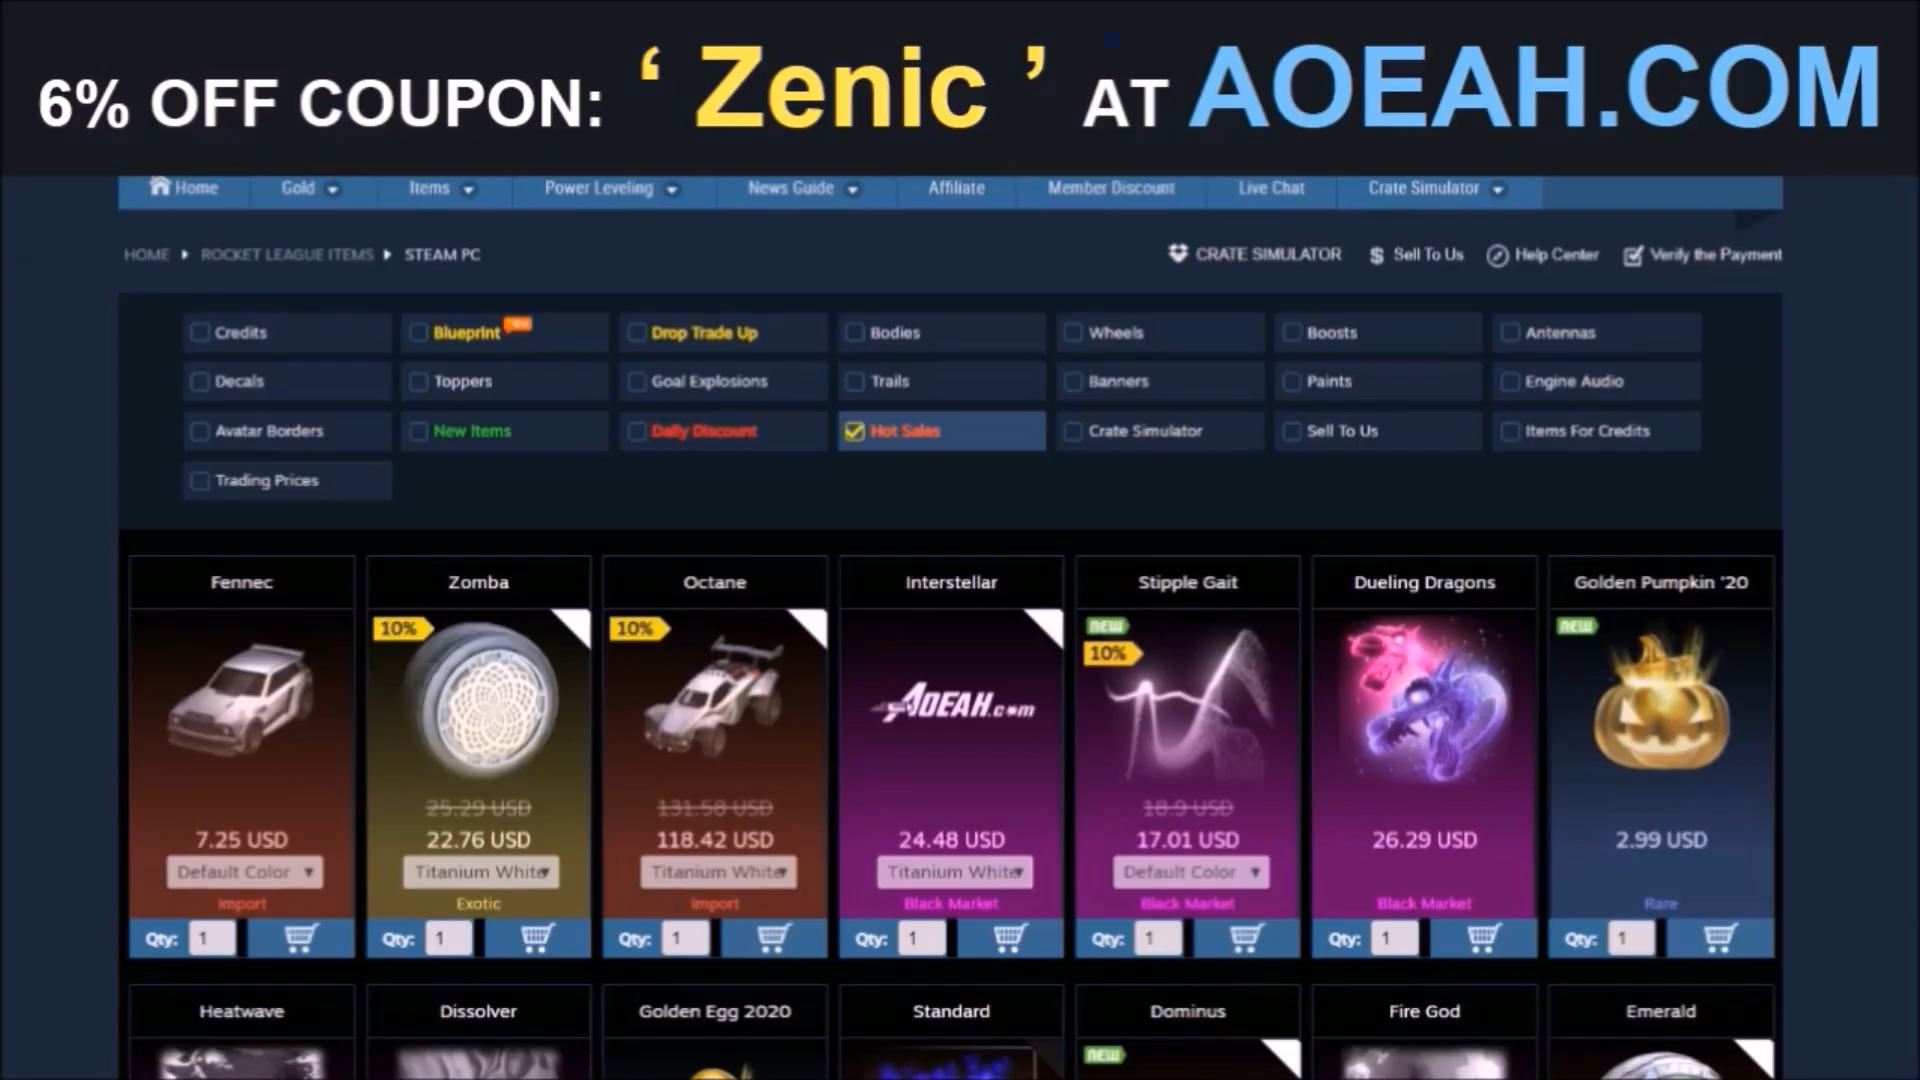 6% OFF COUPON: ‘ Zenic ’ AT AOEAH.COM
Home Gold Items Power Leveling News Guide Affiliate Member Discount Live Chat Crate Simulator
HOME ROCKET LEAGUE ITEMS STEAM PC CRATE SIMULATOR $ Sell To Us Help Center Verify the Payment
Credits Blueprint Drop Trade Up Bodies Wheels Boosts Antennas
Decals Toppers Goal Explosions Trails Banners Paints Engine Audio
Avatar Borders New Items Daily Discount Hot Sales Crate Simulator Sell To Us Items For Credits
Trading Prices
Fennec Zomba Octane Interstellar Stipple Gait Dueling Dragons Golden Pumpkin '20
10% 10% NEW NEW
10%
AOEAH.com
25.29 USD 131.58 USD 18.9 USD
7.25 USD 22.76 USD 118.42 USD 24.48 USD 17.01 USD 26.29 USD 2.99 USD
Default Color Titanium White Titanium White Titanium White Default Color
Import Exotic Import Black Market Black Market Black Market Rare
Qty: 1 Qty: 1 Qty: 1 Qty: 1 Qty: 1 Qty: 1 Qty: 1
Heatwave Dissolver Golden Egg 2020 Standard Dominus Fire God Emerald
NEW